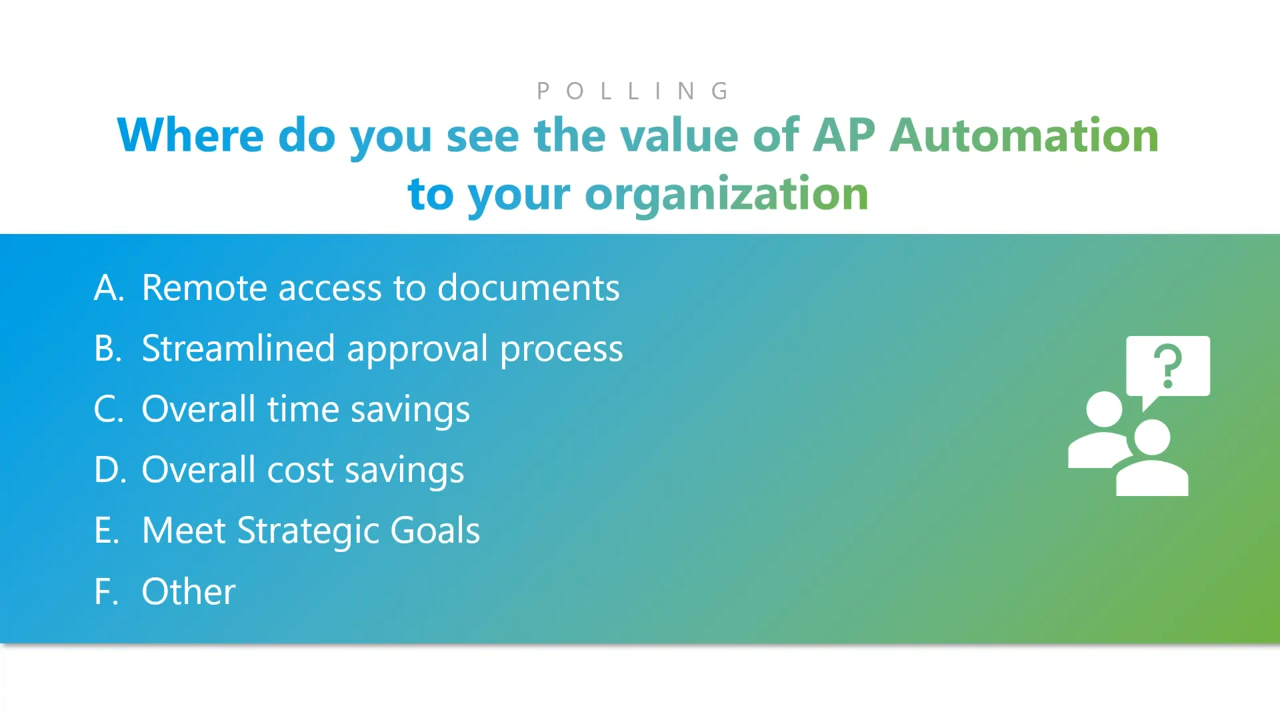 POLLING
Where do you see the value of AP Automation
to your organization
A. Remote access to documents
B. Streamlined approval process
C. Overall time savings
D. Overall cost savings
E. Meet Strategic Goals
F. Other
?